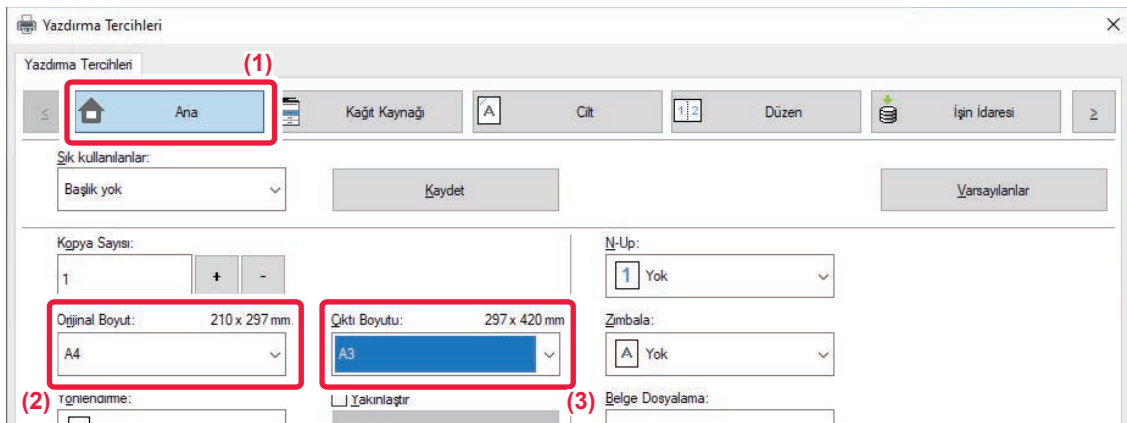 Yazdırma Tercihleri
Yazdırma Tercihleri
(1)
≤ Ana Kağıt Kaynağı Cilt Düzen İşin İdaresi ≥
Sık kullanılanlar:
Başlık yok Kaydet Varsayılanlar
Kopya Sayısı: N-Up:
1 + - 1 Yok
Orijinal Boyut: 210 x 297 mm. Çıktı Boyutu: 297 x 420 mm Zımbala:
A4 A3 A Yok
(2) Yönlendirme: Yakınlaştır (3) Belge Dosyalama: